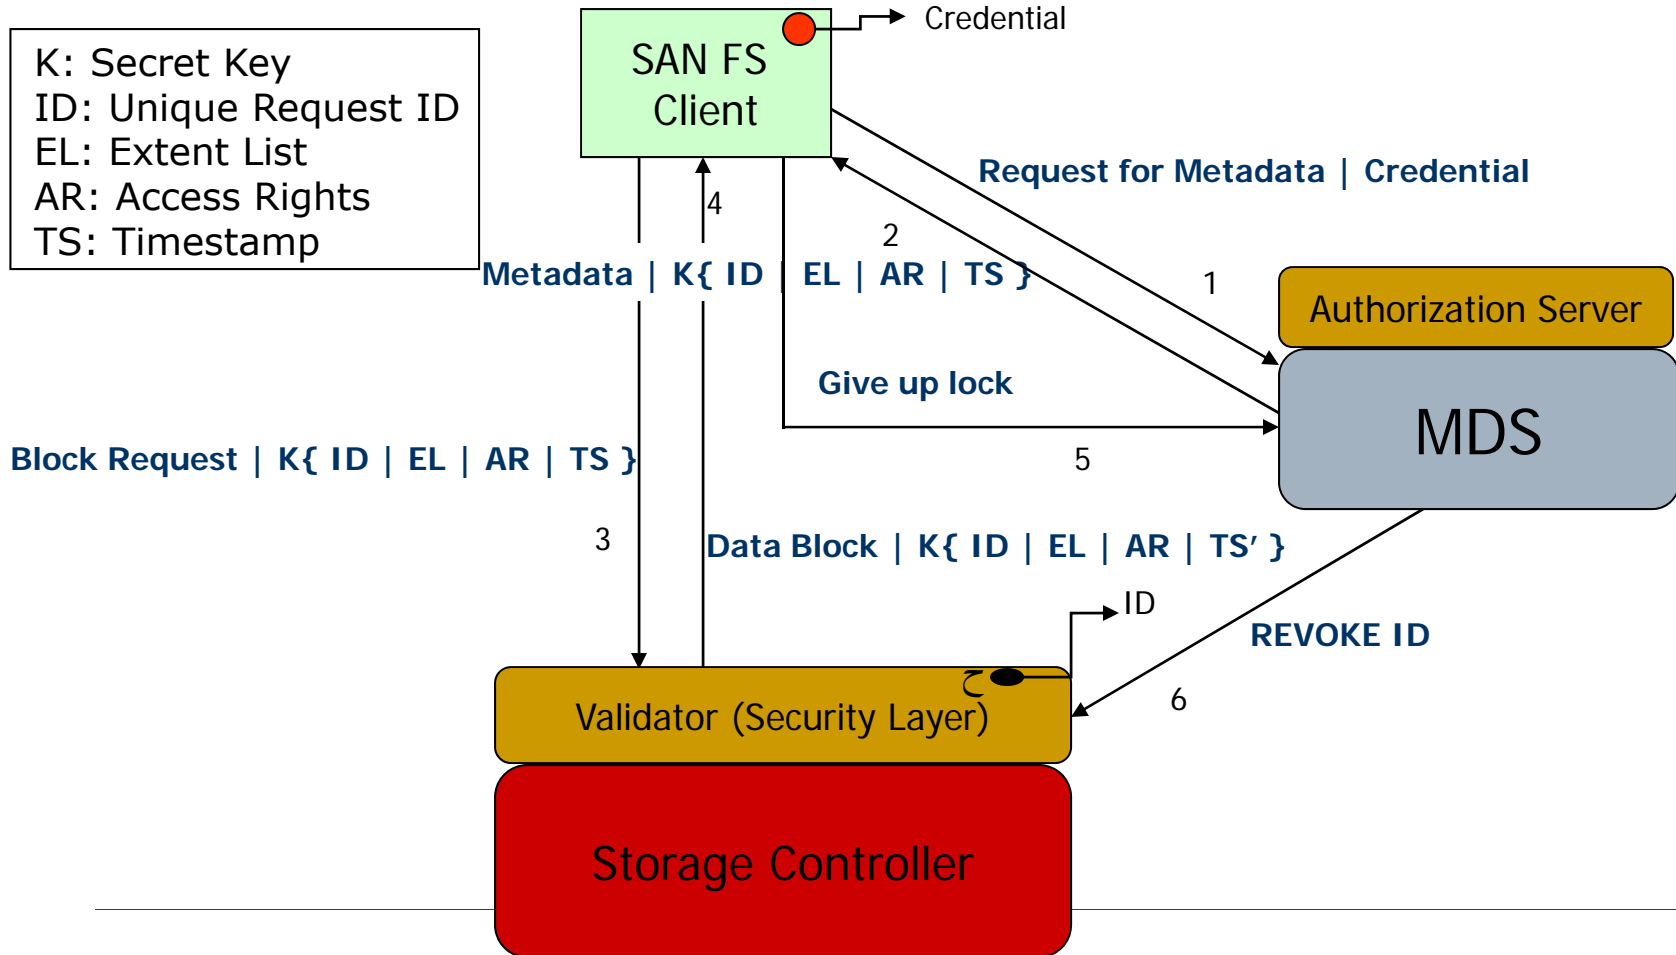 Credential
SAN FS
Client
K: Secret Key
ID: Unique Request ID
EL: Extent List
AR: Access Rights
TS: Timestamp
Request for Metadata | Credential
4
2
Metadata | K{ ID | EL | AR | TS }
1
Authorization Server
Give up lock
MDS
Block Request | K{ ID | EL | AR | TS }
5
3
Data Block | K{ ID | EL | AR | TS’ }
ID
REVOKE ID
6
Validator (Security Layer)
Storage Controller